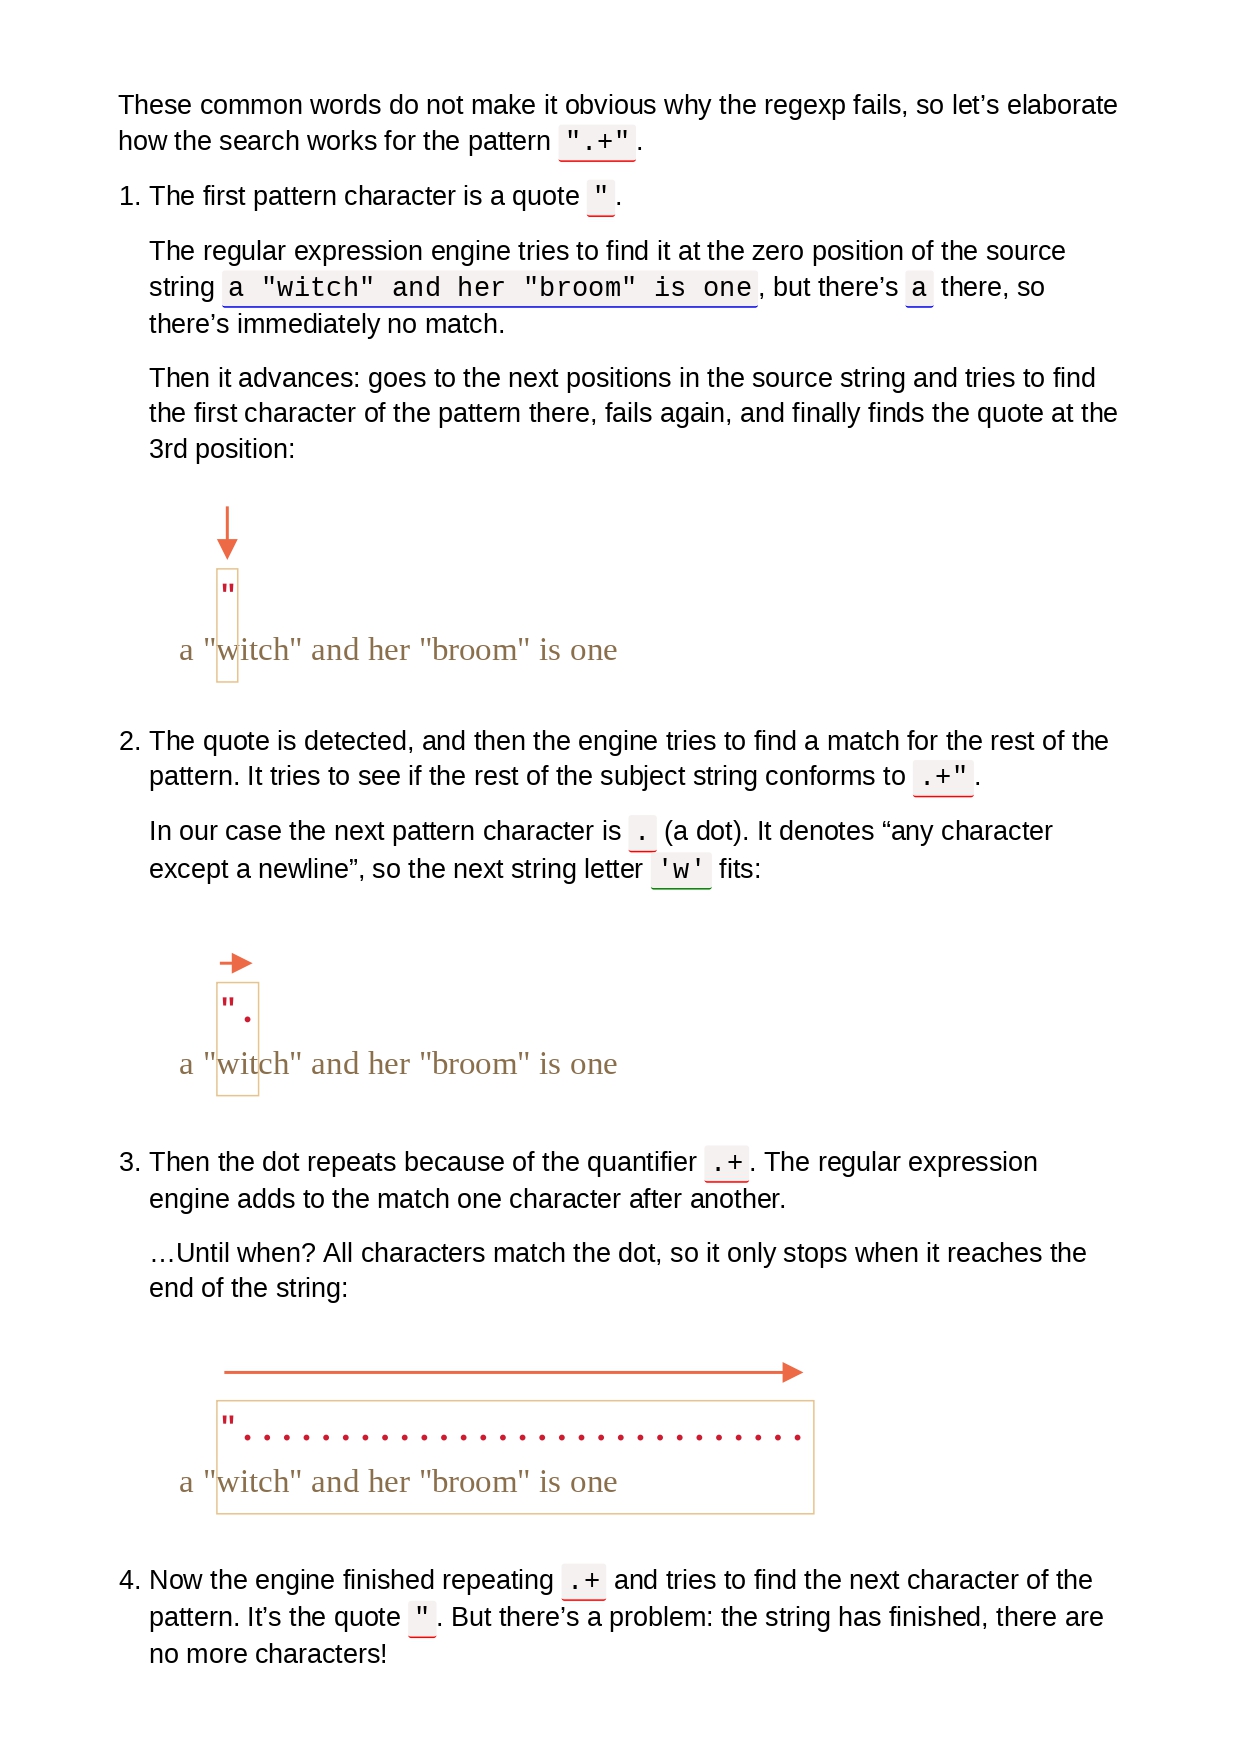 These common words do not make it obvious why the regexp fails, so let’s elaborate
how the search works for the pattern ".+".
1. The first pattern character is a quote ".
The regular expression engine tries to find it at the zero position of the source
string a "witch" and her "broom" is one, but there’s a there, so
there’s immediately no match.
Then it advances: goes to the next positions in the source string and tries to find
the first character of the pattern there, fails again, and finally finds the quote at the
3rd position:
"
a "witch" and her "broom" is one
2. The quote is detected, and then the engine tries to find a match for the rest of the
pattern. It tries to see if the rest of the subject string conforms to .+".
In our case the next pattern character is . (a dot). It denotes “any character
except a newline”, so the next string letter 'w' fits:
".
a "witch" and her "broom" is one
3. Then the dot repeats because of the quantifier .+. The regular expression
engine adds to the match one character after another.
…Until when? All characters match the dot, so it only stops when it reaches the
end of the string:
".............................
a "witch" and her "broom" is one
4. Now the engine finished repeating .+ and tries to find the next character of the
pattern. It’s the quote ". But there’s a problem: the string has finished, there are
no more characters!